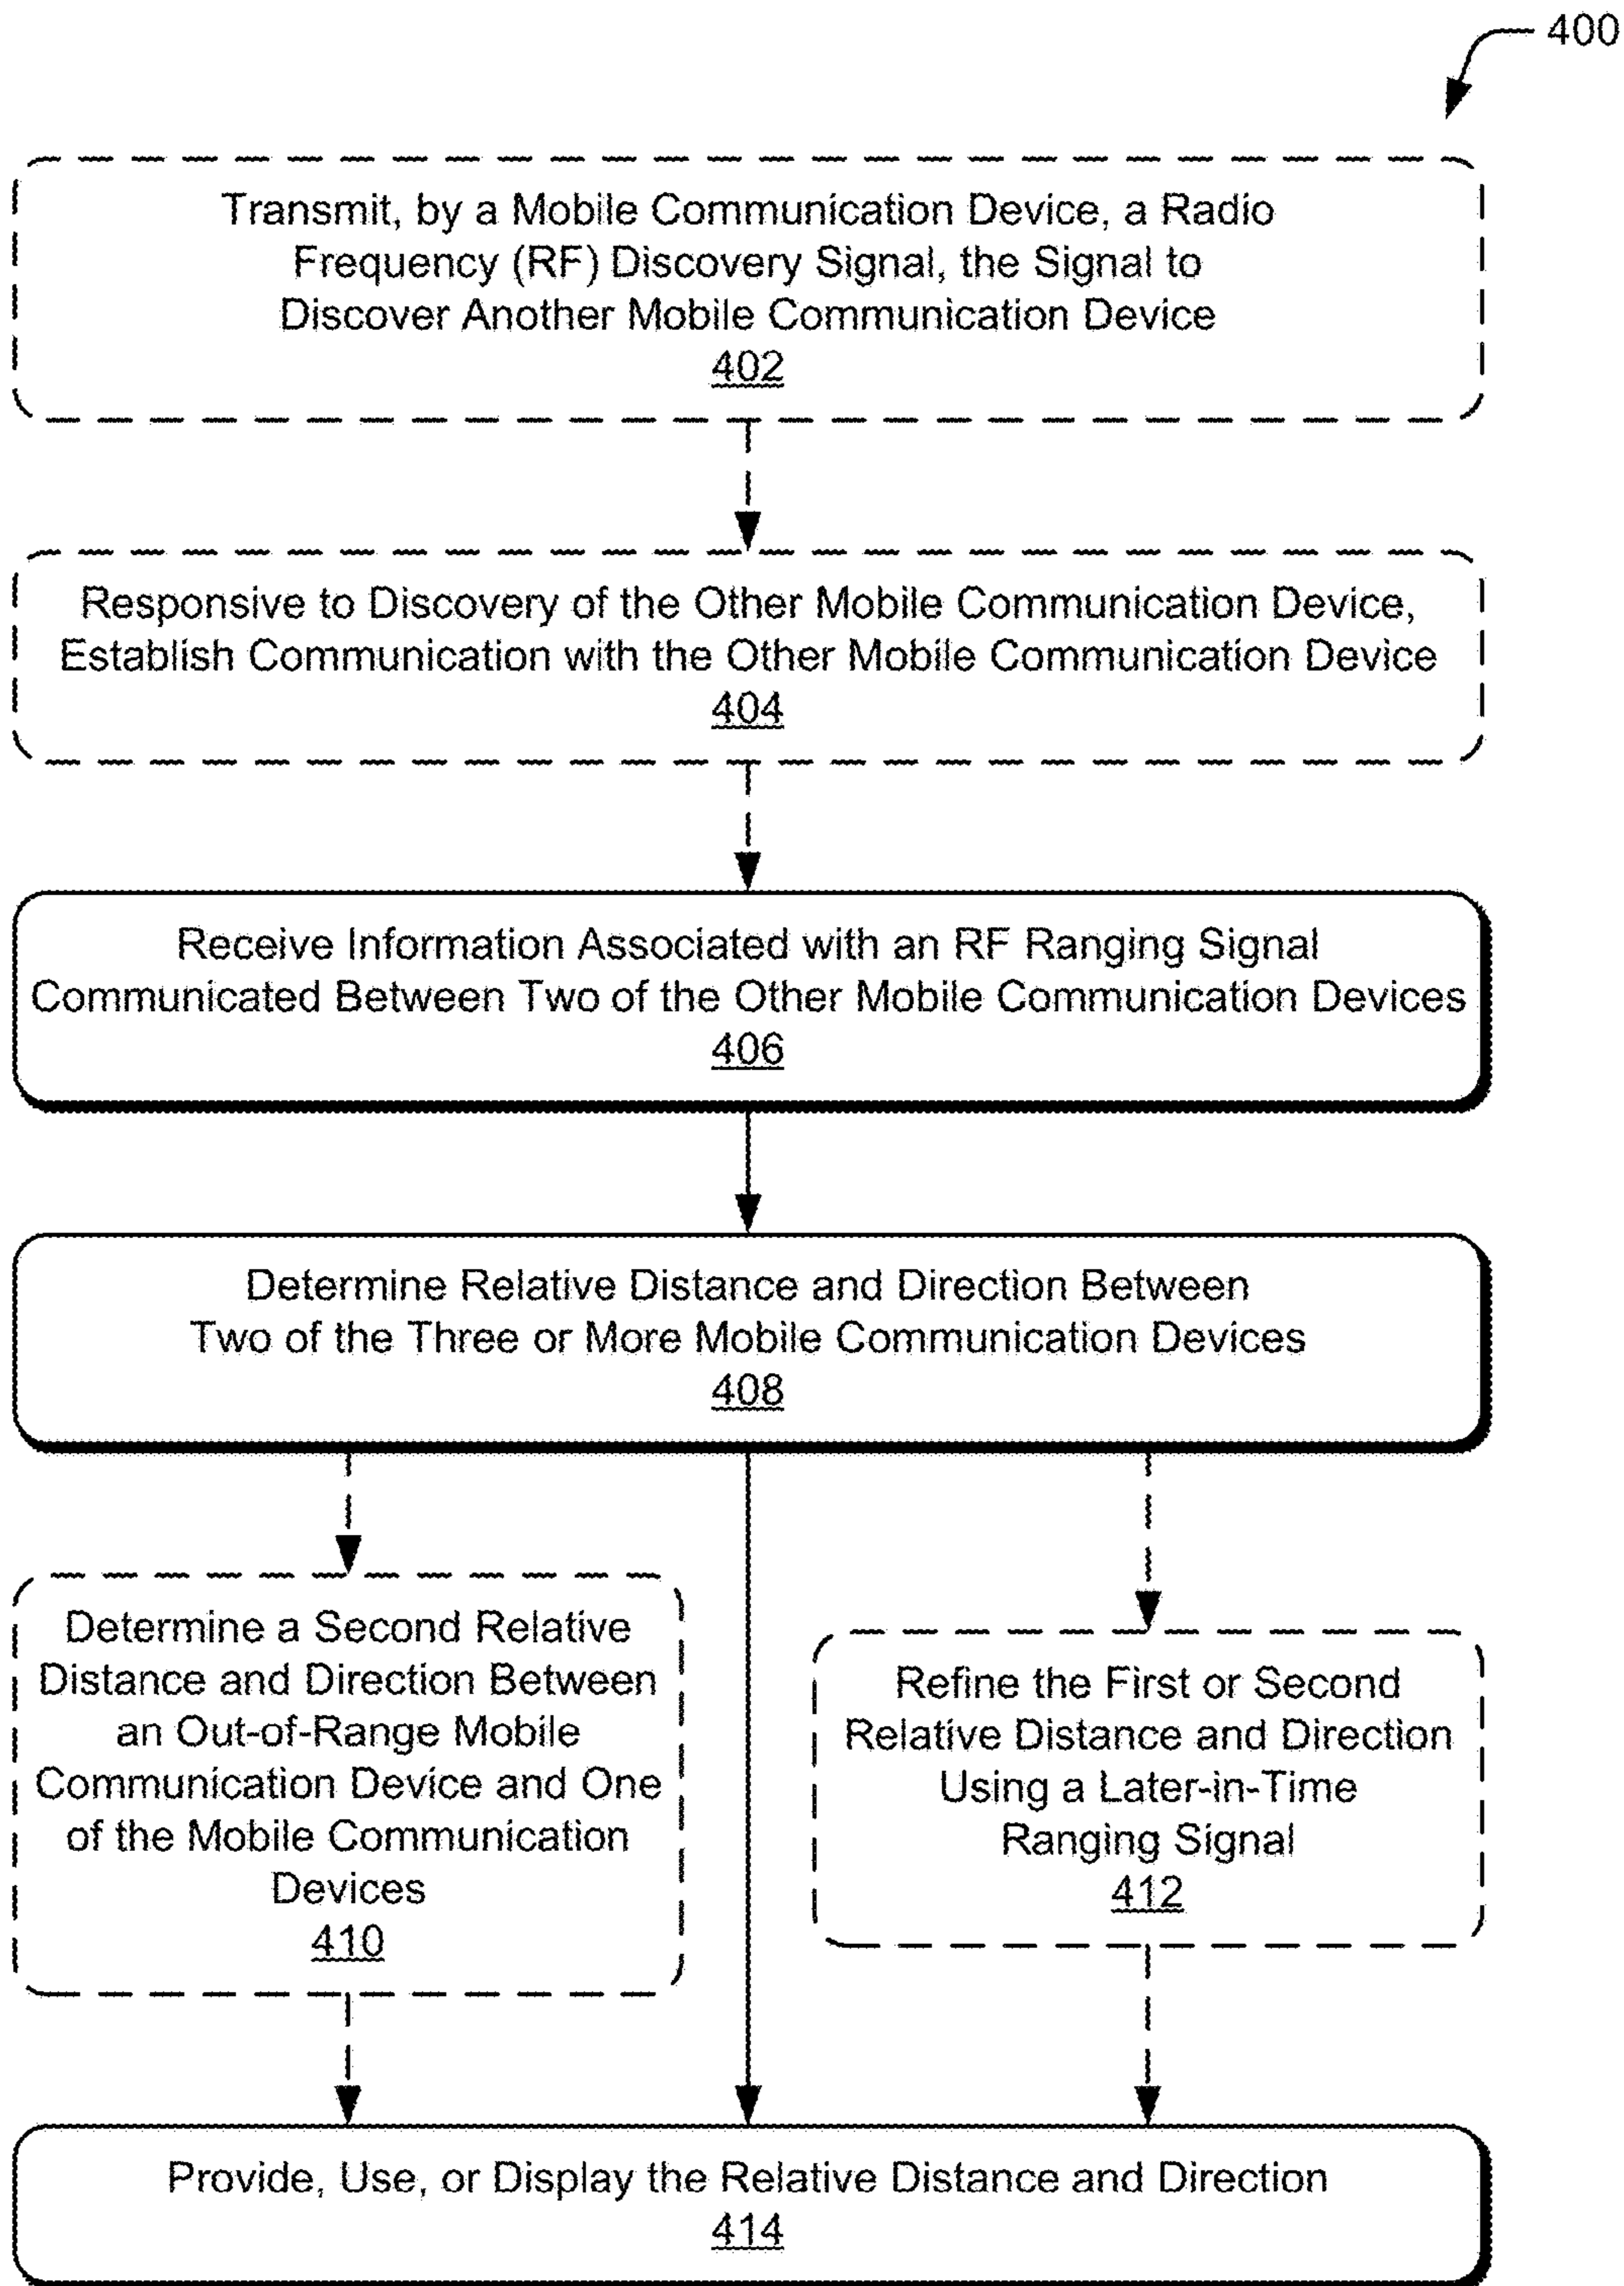 400
Transmit, by a Mobile Communication Device, a Radio
Frequency (RF) Discovery Signal, the Signal to
Discover Another Mobile Communication Device
402
Responsive to Discovery of the Other Mobile Communication Device,
Establish Communication with the Other Mobile Communication Device
404
Receive Information Associated with an RF Ranging Signal
Communicated Between Two of the Other Mobile Communication Devices
406
Determine Relative Distance and Direction Between
Two of the Three or More Mobile Communication Devices
408
Determine a Second Relative
Distance and Direction Between
an Out-of-Range Mobile
Communication Device and One
of the Mobile Communication
Devices
410
Refine the First or Second
Relative Distance and Direction
Using a Later-in-Time
Ranging Signal
412
Provide, Use, or Display the Relative Distance and Direction
414